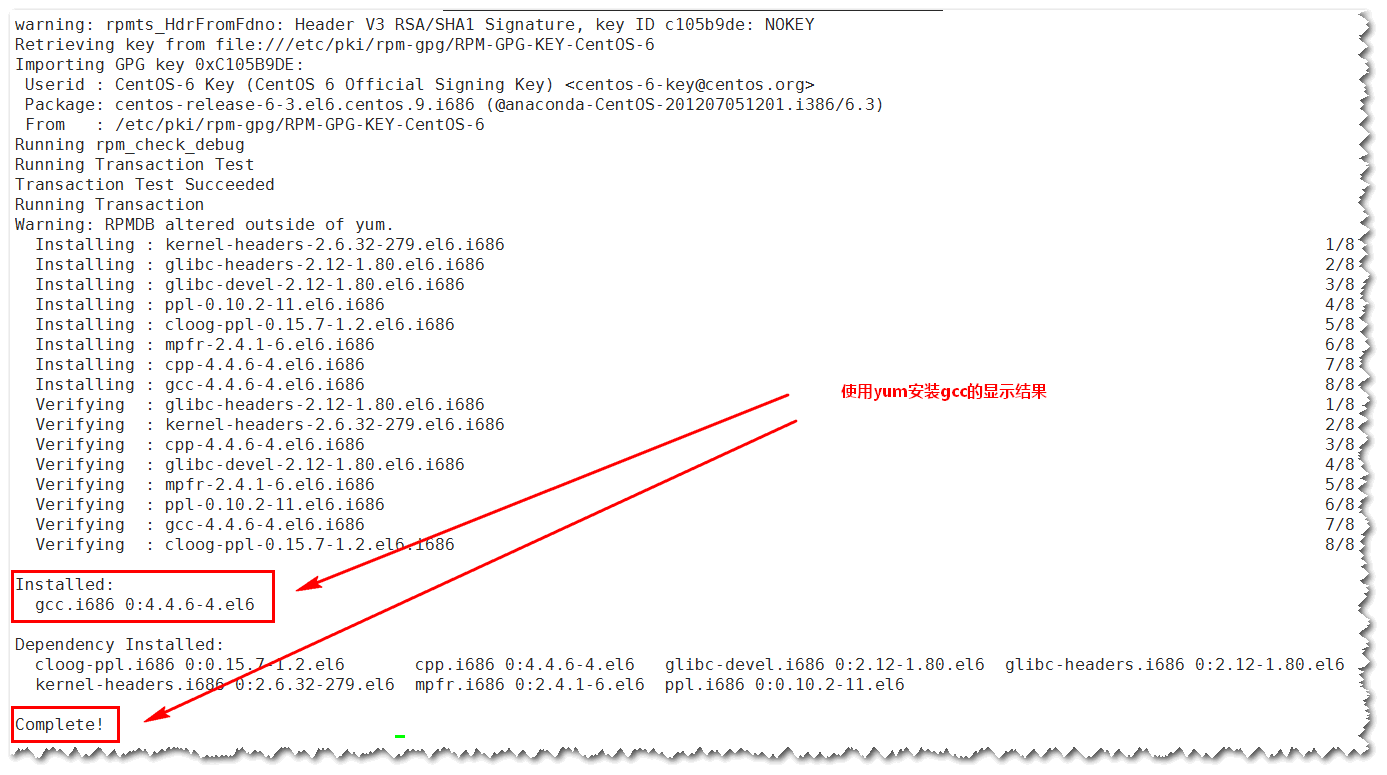 warning: rpmts_HdrFromFdno: Header V3 RSA/SHA1 Signature, key ID c105b9de: NOKEY
Retrieving key from file:///etc/pki/rpm-gpg/RPM-GPG-KEY-CentOS-6
Importing GPG key 0xC105B9DE:
 Userid : CentOS-6 Key (CentOS 6 Official Signing Key) <centos-6-key@centos.org>
 Package: centos-release-6-3.el6.centos.9.i686 (@anaconda-CentOS-201207051201.i386/6.3)
 From   : /etc/pki/rpm-gpg/RPM-GPG-KEY-CentOS-6
Running rpm_check_debug
Running Transaction Test
Transaction Test Succeeded
Running Transaction
Warning: RPMDB altered outside of yum.
  Installing : kernel-headers-2.6.32-279.el6.i686 1/8
  Installing : glibc-headers-2.12-1.80.el6.i686 2/8
  Installing : glibc-devel-2.12-1.80.el6.i686 3/8
  Installing : ppl-0.10.2-11.el6.i686 4/8
  Installing : cloog-ppl-0.15.7-1.2.el6.i686 5/8
  Installing : mpfr-2.4.1-6.el6.i686 6/8
  Installing : cpp-4.4.6-4.el6.i686 7/8
  Installing : gcc-4.4.6-4.el6.i686 8/8
使用yum安装gcc的显示结果
  Verifying  : glibc-headers-2.12-1.80.el6.i686 1/8
  Verifying  : kernel-headers-2.6.32-279.el6.i686 2/8
  Verifying  : cpp-4.4.6-4.el6.i686 3/8
  Verifying  : glibc-devel-2.12-1.80.el6.i686 4/8
  Verifying  : mpfr-2.4.1-6.el6.i686 5/8
  Verifying  : ppl-0.10.2-11.el6.i686 6/8
  Verifying  : gcc-4.4.6-4.el6.i686 7/8
  Verifying  : cloog-ppl-0.15.7-1.2.el6.i686 8/8
Installed:
  gcc.i686 0:4.4.6-4.el6
Dependency Installed:
  cloog-ppl.i686 0:0.15.7-1.2.el6 cpp.i686 0:4.4.6-4.el6 glibc-devel.i686 0:2.12-1.80.el6 glibc-headers.i686 0:2.12-1.80.el6
  kernel-headers.i686 0:2.6.32-279.el6 mpfr.i686 0:2.4.1-6.el6 ppl.i686 0:0.10.2-11.el6
Complete!